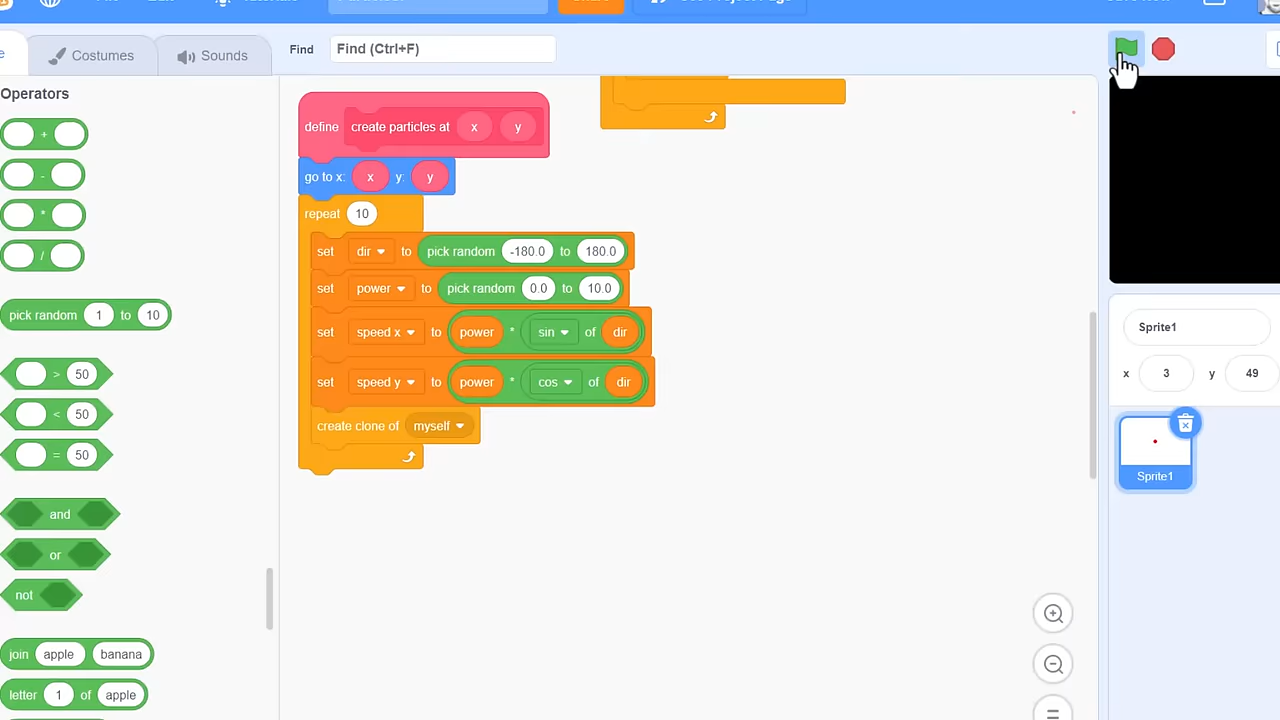 Costumes
Sounds
Find
Find (Ctrl+F)
Operators
+
-
*
/
pick random 1 to 10
> 50
< 50
= 50
and
or
not
join apple banana
letter 1 of apple
define create particles at x y
go to x: x y: y
repeat 10
set dir to pick random -180.0 to 180.0
set power to pick random 0.0 to 10.0
set speed x to power * sin of dir
set speed y to power * cos of dir
create clone of myself
Sprite1
x 3 y 49
Sprite1